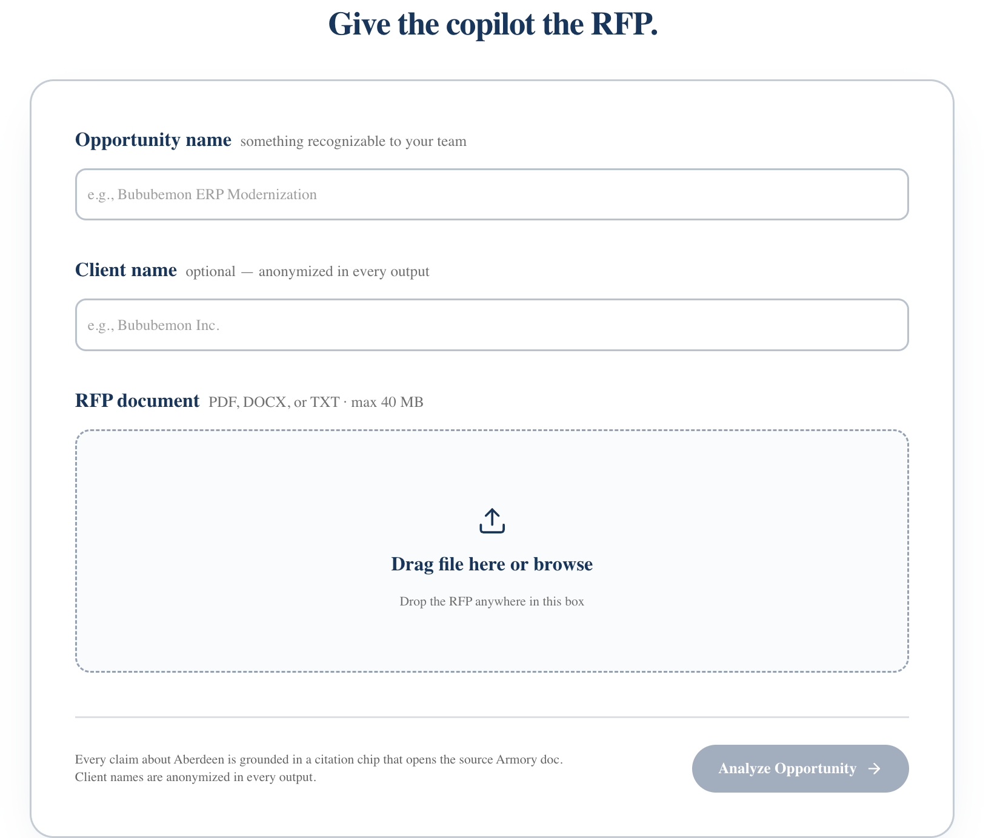 Give the copilot the RFP.
Opportunity name something recognizable to your team
e.g., Bububemon ERP Modernization
Client name optional — anonymized in every output
e.g., Bububemon Inc.
RFP document PDF, DOCX, or TXT · max 40 MB
Drag file here or browse
Drop the RFP anywhere in this box
Every claim about Aberdeen is grounded in a citation chip that opens the source Armory doc.
Client names are anonymized in every output.
Analyze Opportunity →